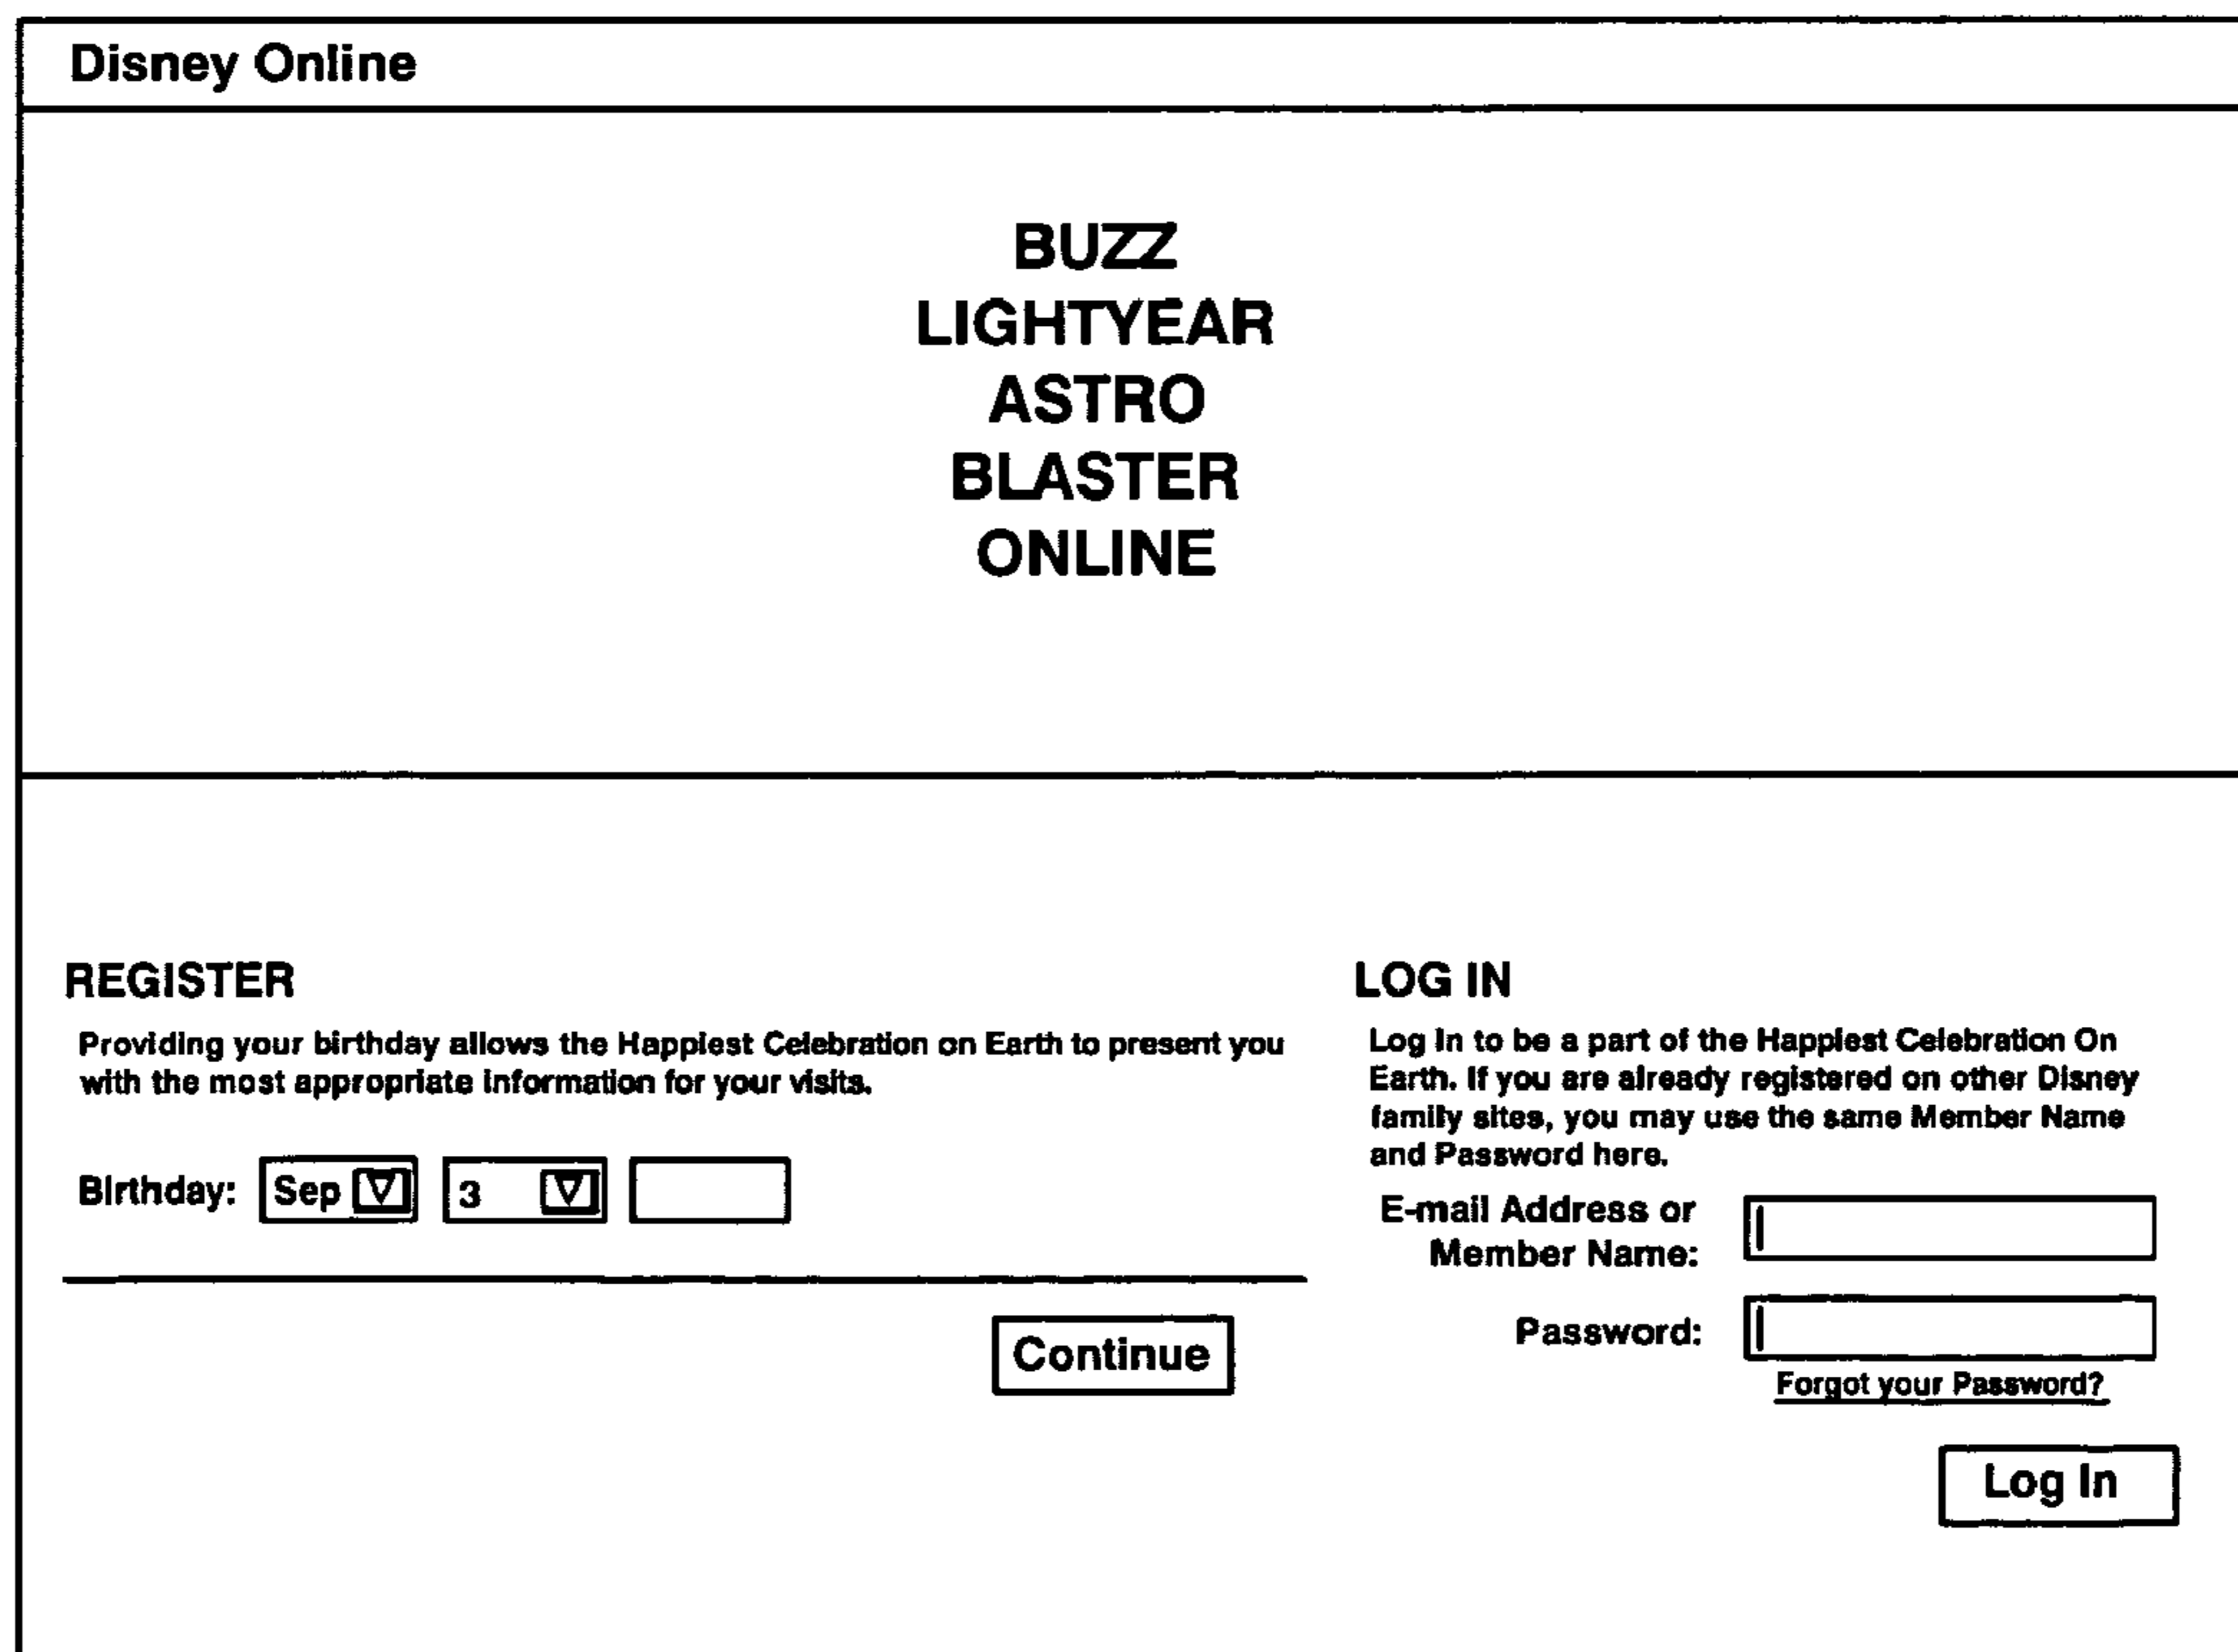 Disney Online
BUZZ
LIGHTYEAR
ASTRO
BLASTER
ONLINE
REGISTER
Providing your birthday allows the Happiest Celebration on Earth to present you
with the most appropriate information for your visits.
Birthday: Sep 3
Continue
LOG IN
Log In to be a part of the Happiest Celebration On
Earth. If you are already registered on other Disney
family sites, you may use the same Member Name
and Password here.
E-mail Address or
Member Name:
Password:
Forgot your Password?
Log In